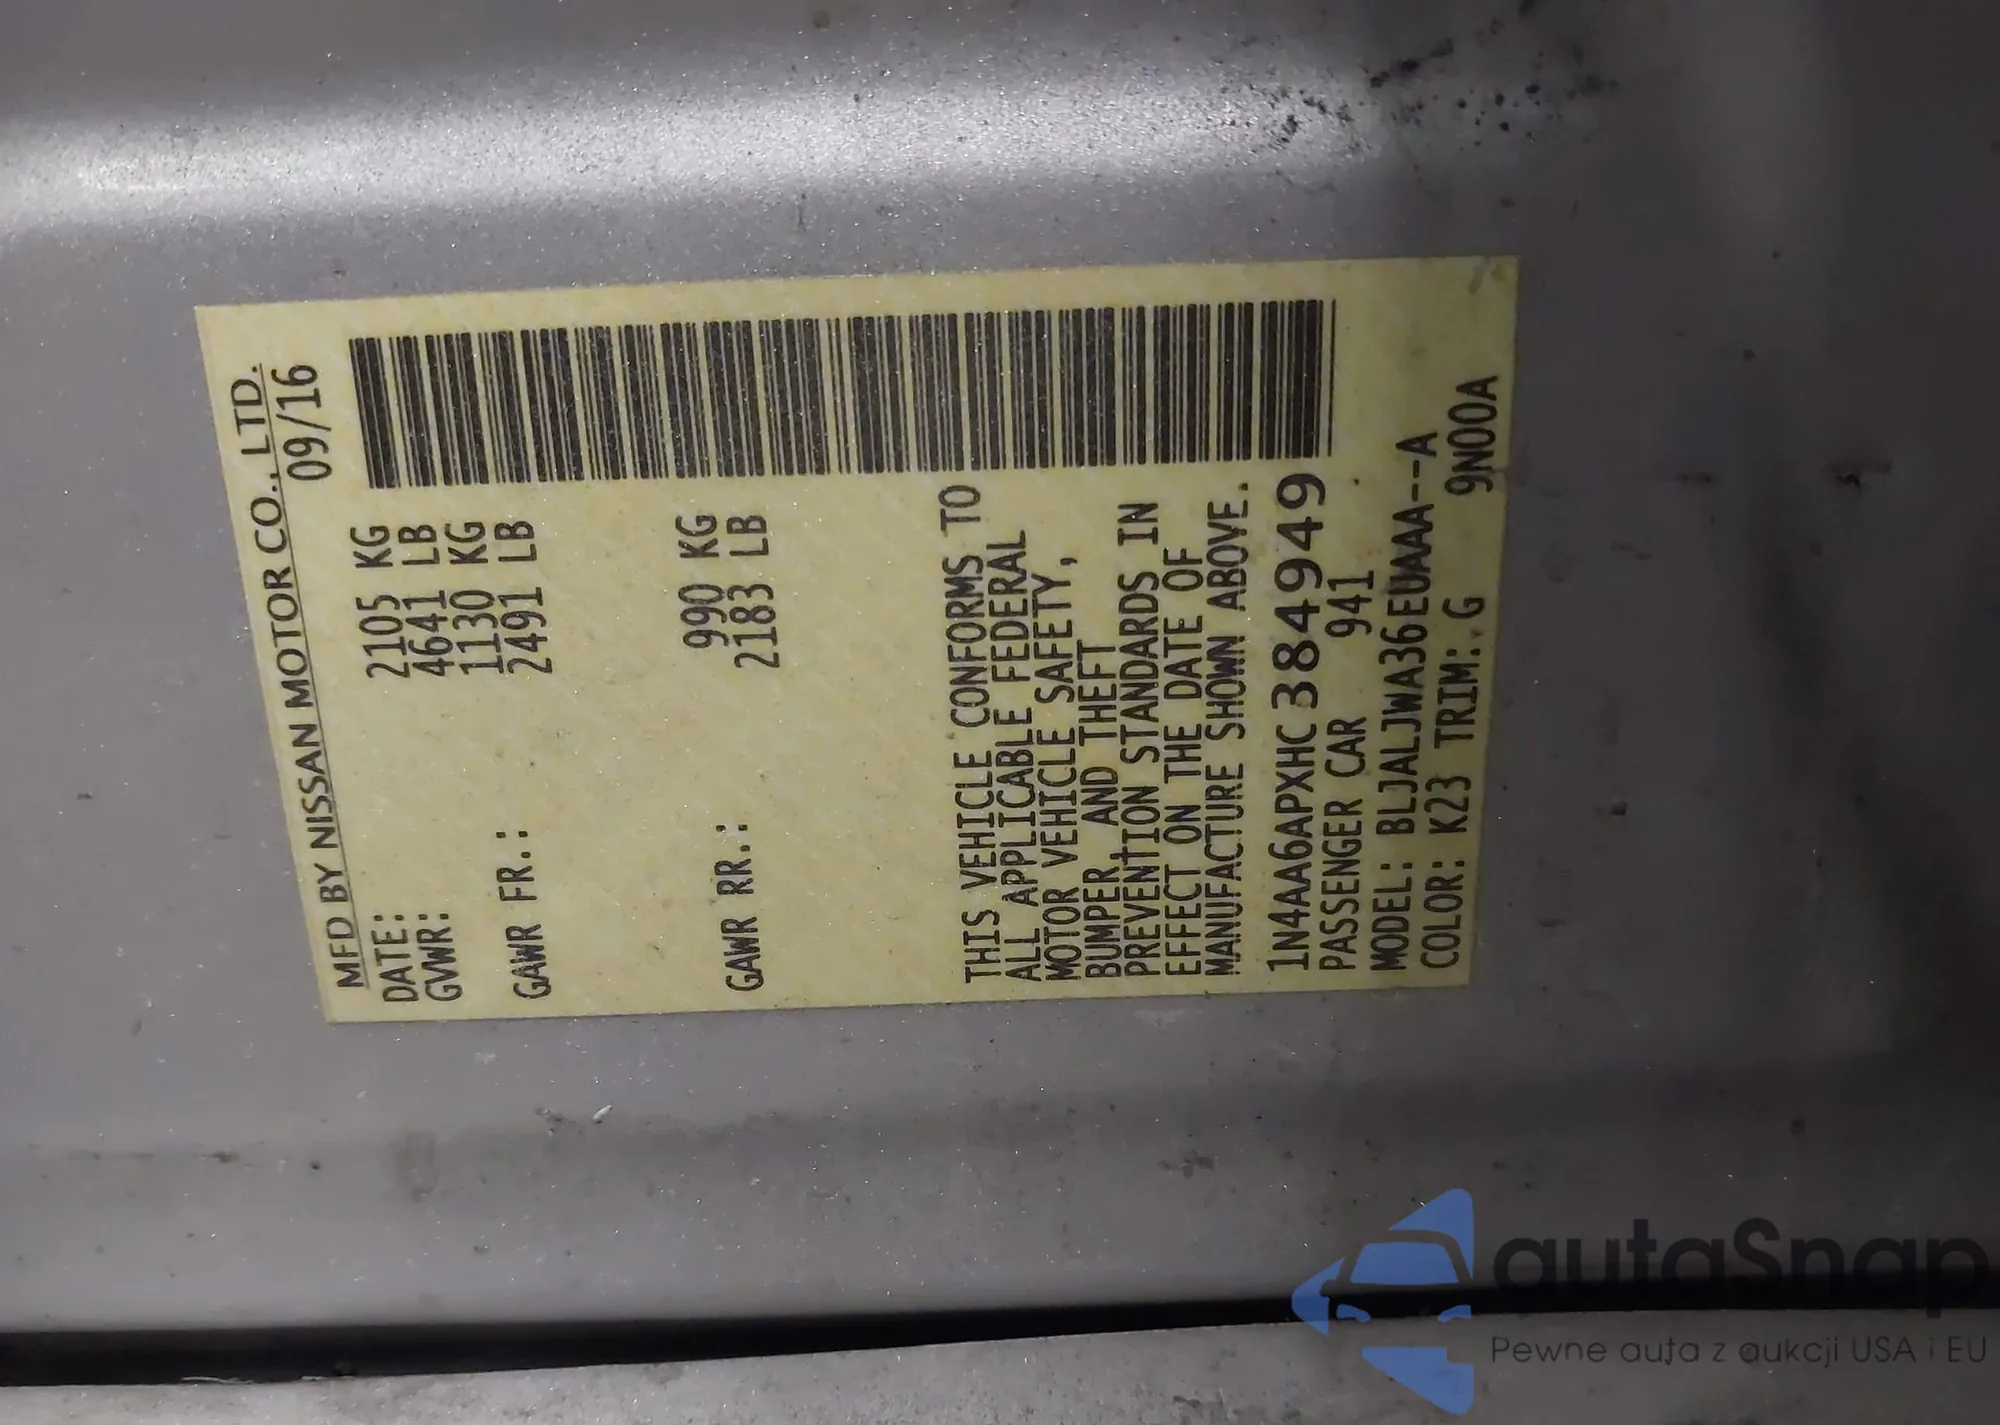 MFD BY NISSAN MOTOR CO., LTD.
DATE: 09/16
GVWR: 2105 KG
4641 LB
GAWR FR.: 1130 KG
2491 LB
GAWR RR.: 990 KG
2183 LB
THIS VEHICLE CONFORMS TO
ALL APPLICABLE FEDERAL
MOTOR VEHICLE SAFETY,
BUMPER, AND THEFT
PREVENTION STANDARDS IN
EFFECT ON THE DATE OF
MANUFACTURE SHOWN ABOVE.
1N4AA6APXHC384949
PASSENGER CAR 941
MODEL: BLJALJWA36EUAAA--A
COLOR: K23 TRIM: G 9N00A
autaSnap
Pewne auta z aukcji USA i EU